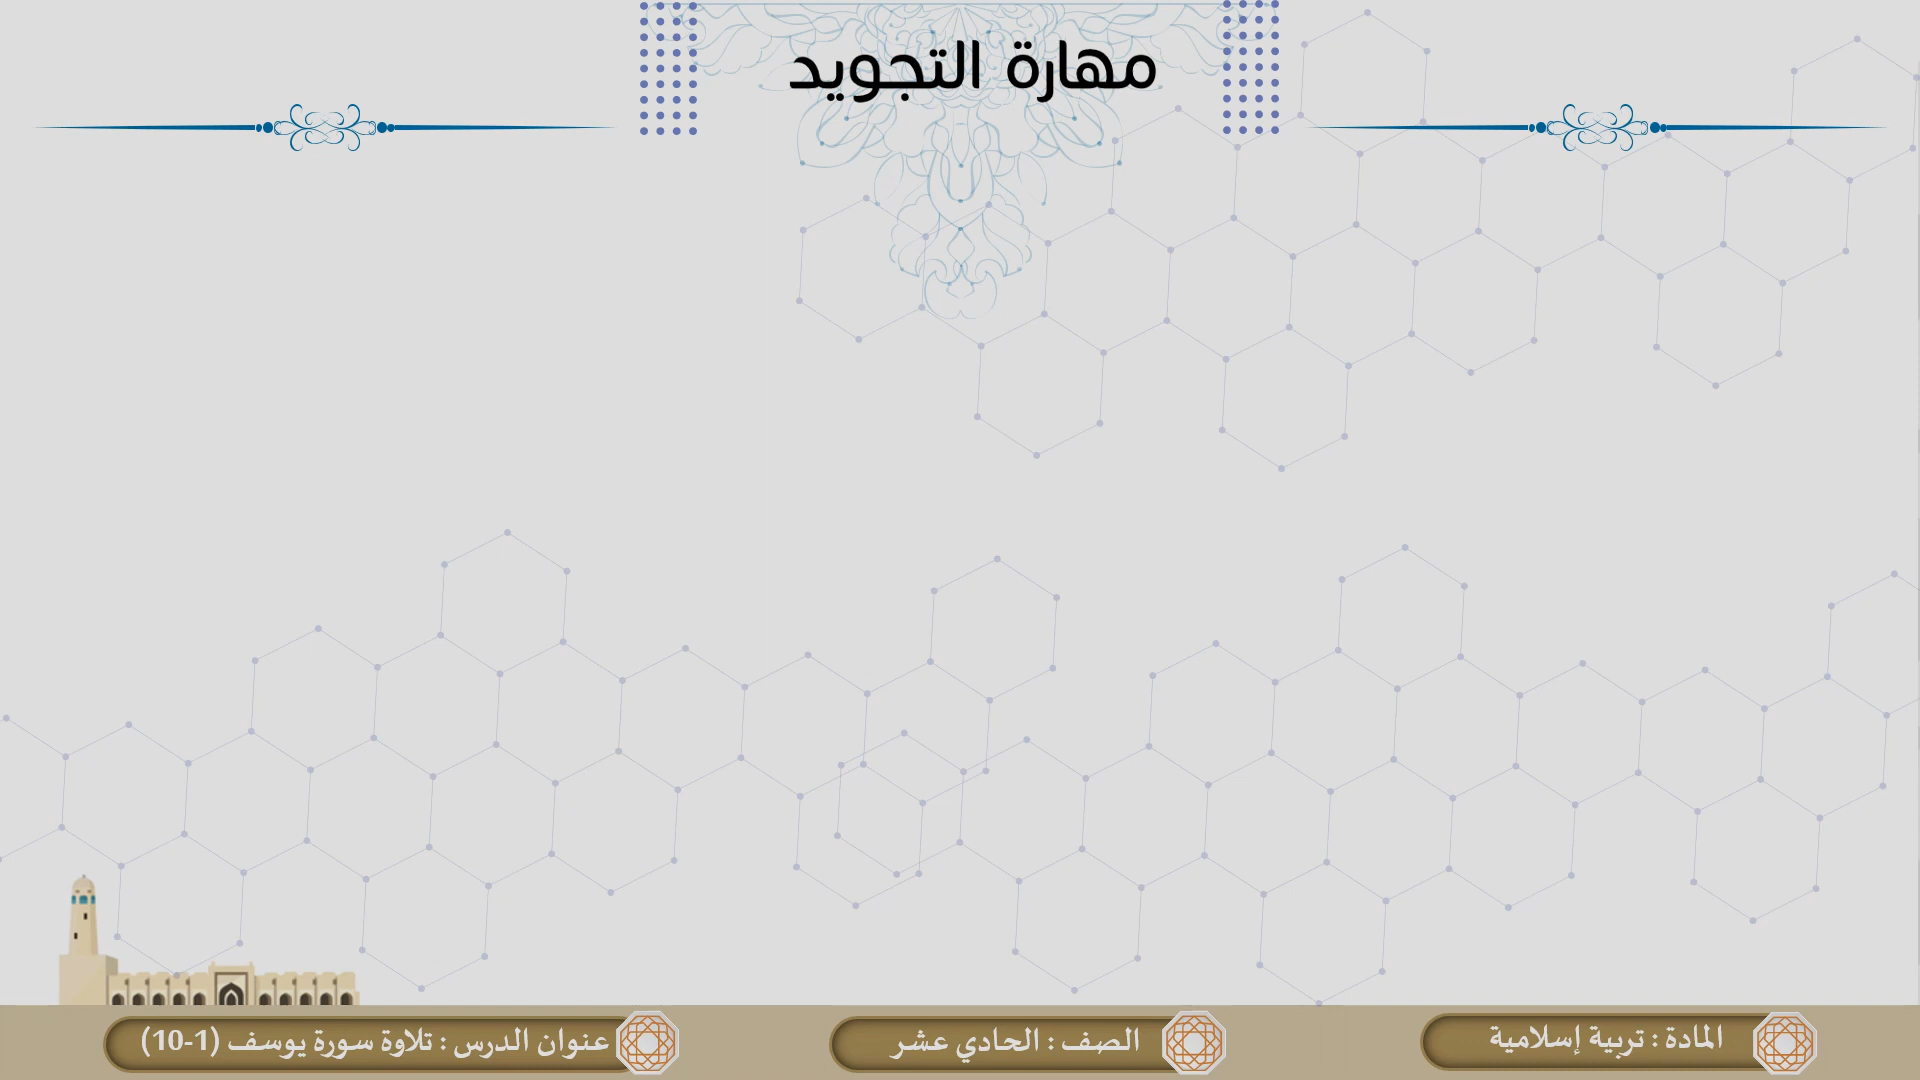 مهارة التجويد
المادة : تربية إسلامية
الصف : الحادي عشر
عنوان الدرس : تلاوة سورة يوسف (1-10)